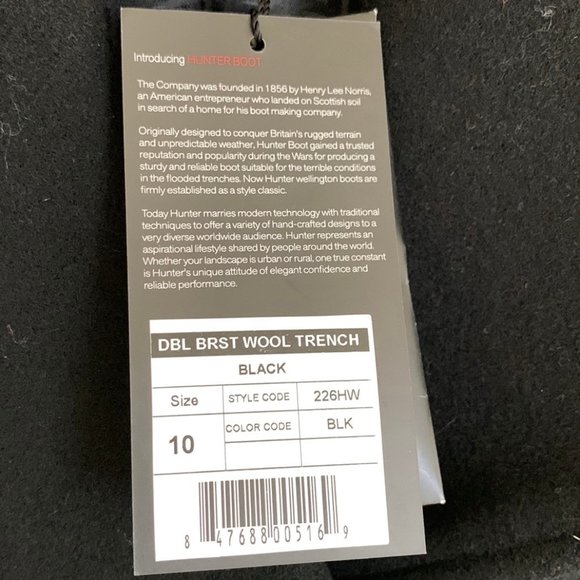 Introducing HUNTER BOOT
The Company was founded in 1856 by Henry Lee Norris,
an American entrepreneur who landed on Scottish soil
in search of a home for his boot making company.
Originally designed to conquer Britain's rugged terrain
and unpredictable weather, Hunter Boot gained a trusted
reputation and popularity during the Wars for producing a
sturdy and reliable boot suitable for the terrible conditions
in the flooded trenches. Now Hunter wellington boots are
firmly established as a style classic.
Today Hunter marries modern technology with traditional
techniques to offer a variety of hand-crafted designs to a
very diverse worldwide audience. Hunter represents an
aspirational lifestyle shared by people around the world.
Whether your landscape is urban or rural, one true constant
is Hunter's unique attitude of elegant confidence and
reliable performance.
DBL BRST WOOL TRENCH
BLACK
Size STYLE CODE 226HW
10 COLOR CODE BLK
8 47688 00516 9